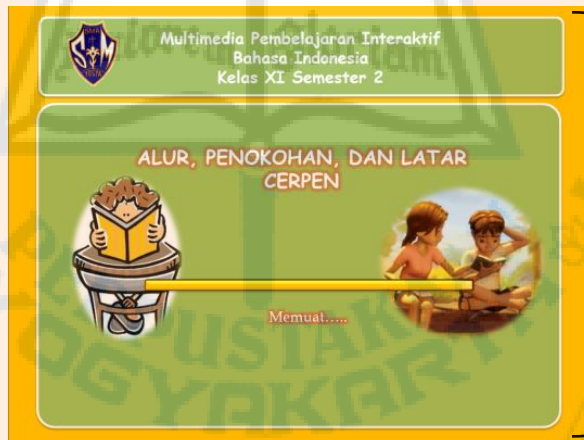 Multimedia Pembelajaran Interaktif
Bahasa Indonesia
Kelas XI Semester 2
ALUR, PENOKOHAN, DAN LATAR
CERPEN
Memuat.....